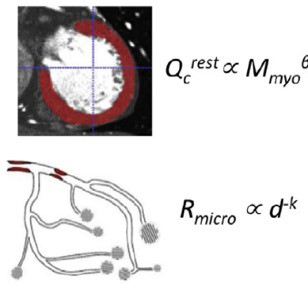 Q_c^rest ∝ M_myo^β
R_micro ∝ d^-k